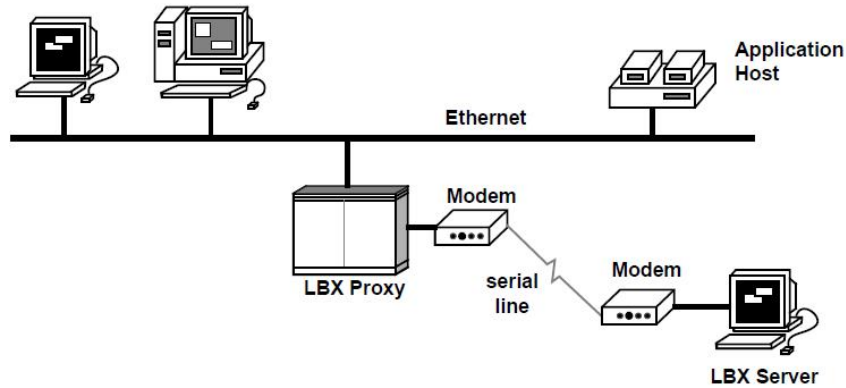 Application
Host
Ethernet
Modem
LBX Proxy
serial
line
Modem
LBX Server